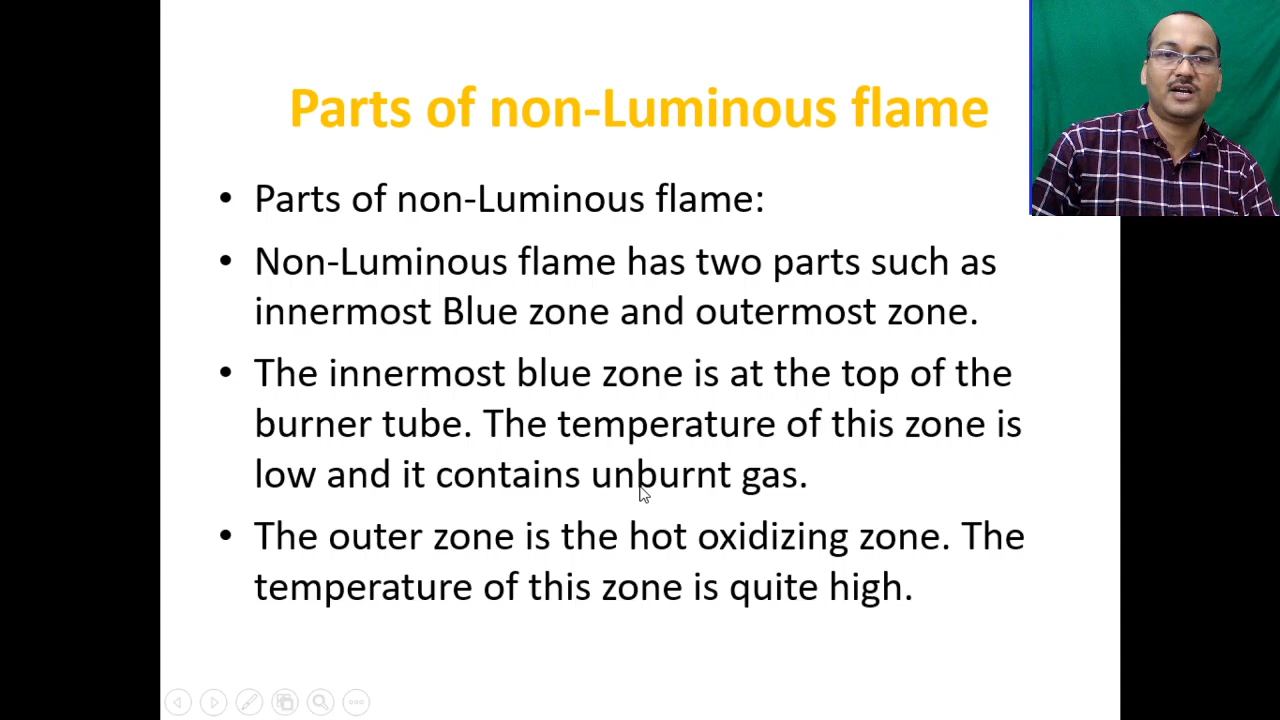 Parts of non-Luminous flame
• Parts of non-Luminous flame:
• Non-Luminous flame has two parts such as
innermost Blue zone and outermost zone.
• The innermost blue zone is at the top of the
burner tube. The temperature of this zone is
low and it contains unburnt gas.
• The outer zone is the hot oxidizing zone. The
temperature of this zone is quite high.